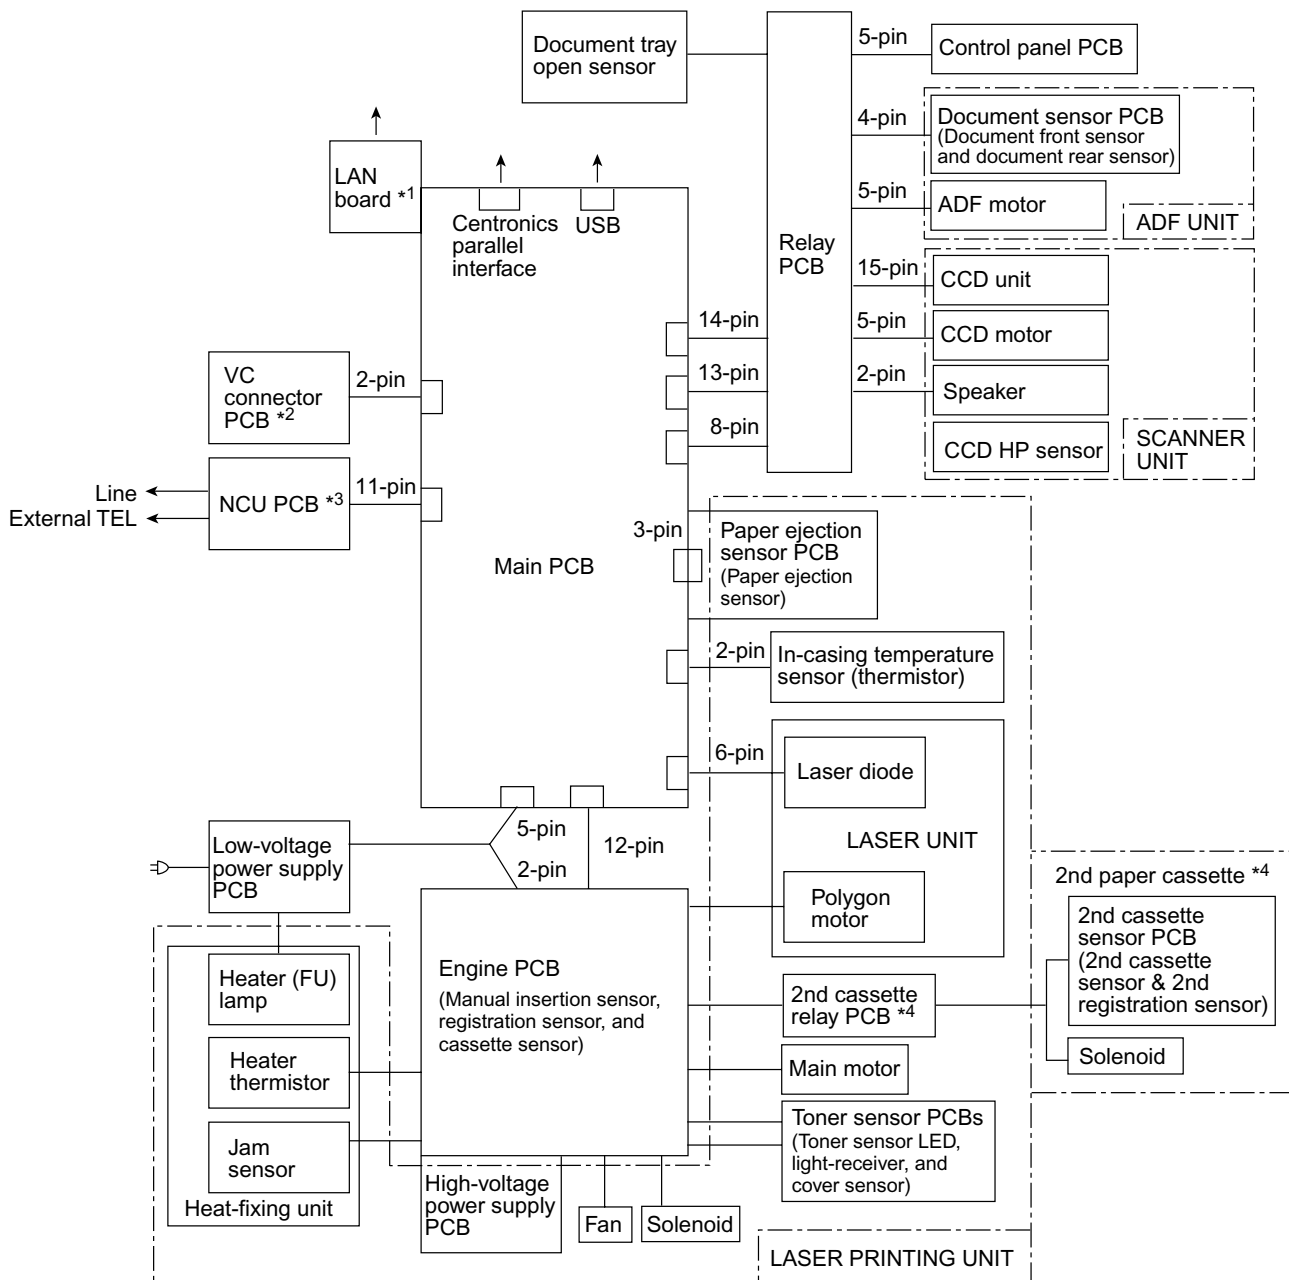 Document tray
open sensor
5-pin
Control panel PCB
4-pin
Document sensor PCB
(Document front sensor
and document rear sensor)
5-pin
ADF motor
ADF UNIT
LAN
board *1
Centronics
parallel
interface
USB
Relay
PCB
15-pin
CCD unit
5-pin
CCD motor
2-pin
Speaker
CCD HP sensor
SCANNER
UNIT
14-pin
13-pin
8-pin
VC
connector
PCB *2
2-pin
Line
External TEL
NCU PCB *3
11-pin
Main PCB
3-pin
Paper ejection
sensor PCB
(Paper ejection
sensor)
2-pin
In-casing temperature
sensor (thermistor)
6-pin
Laser diode
LASER UNIT
Polygon
motor
5-pin
2-pin
12-pin
Low-voltage
power supply
PCB
Heater (FU)
lamp
Heater
thermistor
Jam
sensor
Heat-fixing unit
Engine PCB
(Manual insertion sensor,
registration sensor, and
cassette sensor)
2nd paper cassette *4
2nd cassette
sensor PCB
(2nd cassette
sensor & 2nd
registration sensor)
Solenoid
2nd cassette
relay PCB *4
Main motor
Toner sensor PCBs
(Toner sensor LED,
light-receiver, and
cover sensor)
High-voltage
power supply
PCB
Fan
Solenoid
LASER PRINTING UNIT